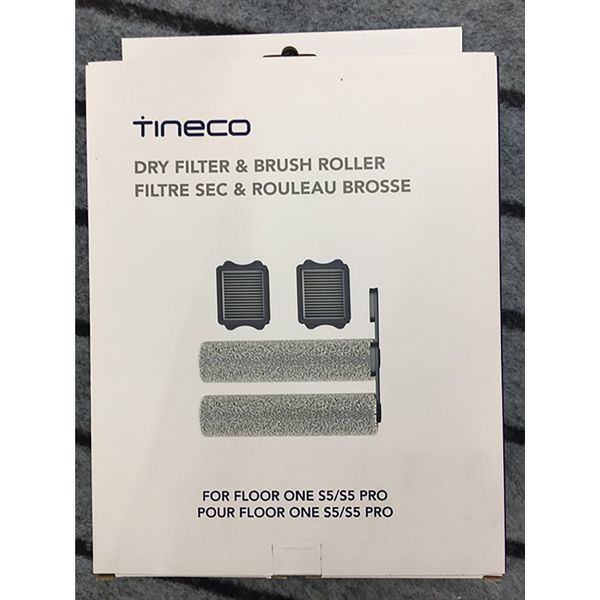 tineco
DRY FILTER & BRUSH ROLLER
FILTRE SEC & ROULEAU BROSSE
FOR FLOOR ONE S5/S5 PRO
POUR FLOOR ONE S5/S5 PRO